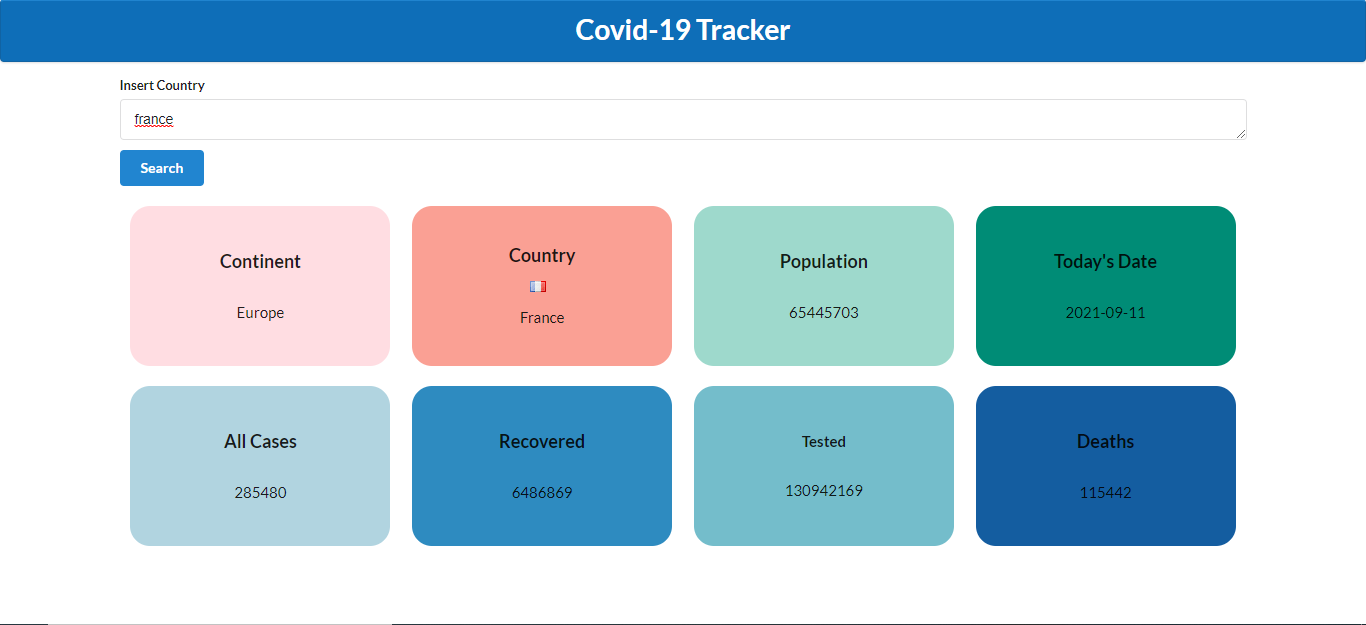 Covid-19 Tracker
Insert Country
france
Search
Continent
Europe
Country
France
Population
65445703
Today's Date
2021-09-11
All Cases
285480
Recovered
6486869
Tested
130942169
Deaths
115442